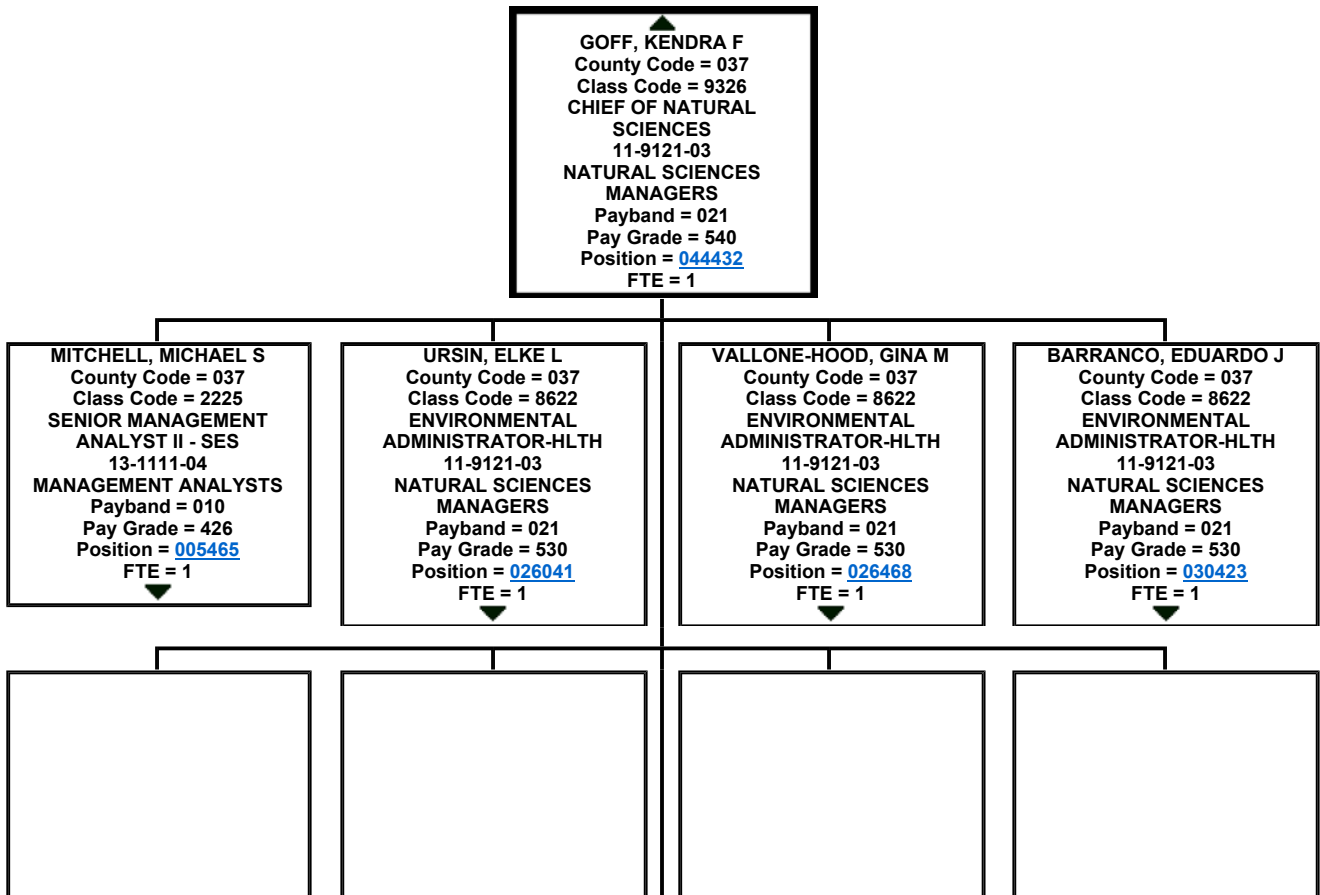 GOFF, KENDRA F
County Code = 037
Class Code = 9326
CHIEF OF NATURAL
SCIENCES
11-9121-03
NATURAL SCIENCES
MANAGERS
Payband = 021
Pay Grade = 540
Position = 044432
FTE = 1
MITCHELL, MICHAEL S
County Code = 037
Class Code = 2225
SENIOR MANAGEMENT
ANALYST II - SES
13-1111-04
MANAGEMENT ANALYSTS
Payband = 010
Pay Grade = 426
Position = 005465
FTE = 1
URSIN, ELKE L
County Code = 037
Class Code = 8622
ENVIRONMENTAL
ADMINISTRATOR-HLTH
11-9121-03
NATURAL SCIENCES
MANAGERS
Payband = 021
Pay Grade = 530
Position = 026041
FTE = 1
VALLONE-HOOD, GINA M
County Code = 037
Class Code = 8622
ENVIRONMENTAL
ADMINISTRATOR-HLTH
11-9121-03
NATURAL SCIENCES
MANAGERS
Payband = 021
Pay Grade = 530
Position = 026468
FTE = 1
BARRANCO, EDUARDO J
County Code = 037
Class Code = 8622
ENVIRONMENTAL
ADMINISTRATOR-HLTH
11-9121-03
NATURAL SCIENCES
MANAGERS
Payband = 021
Pay Grade = 530
Position = 030423
FTE = 1